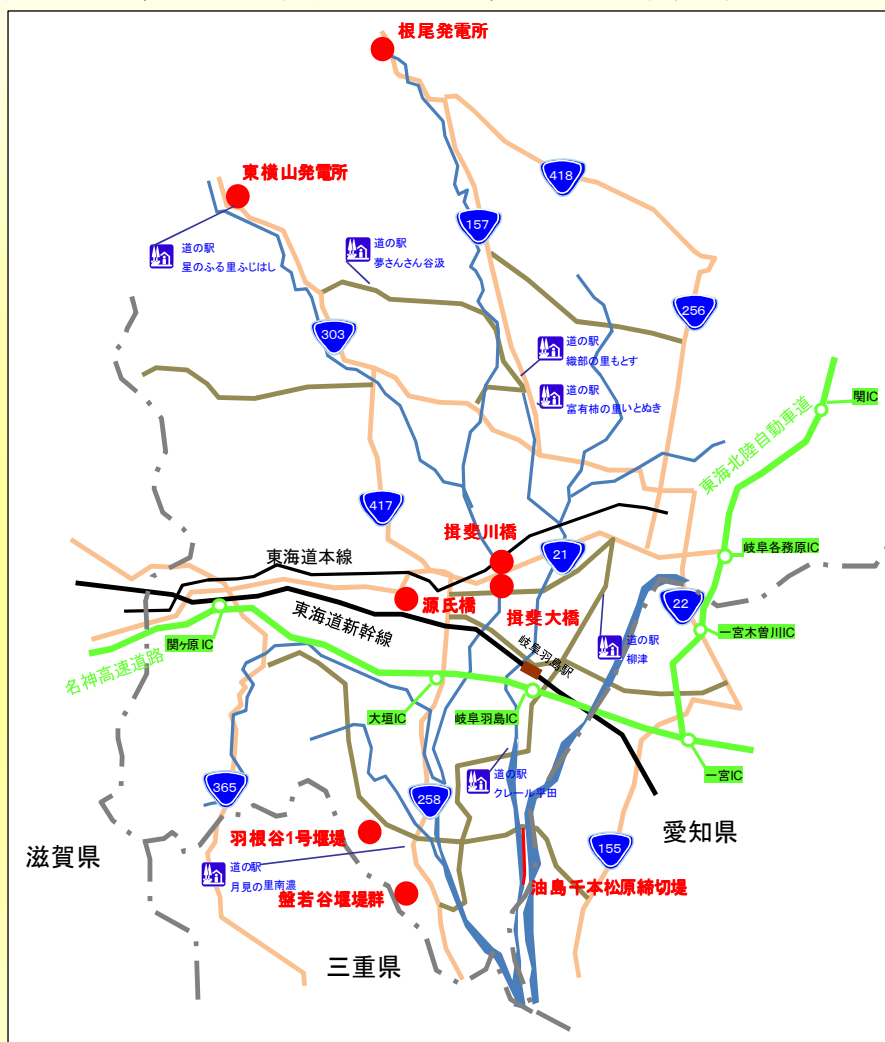 根尾発電所
東横山発電所
418
157
道の駅
星のふる里ふじはし
道の駅
夢さんさん谷汲
256
303
道の駅
織部の里もとす
道の駅
富有柿の里いとぬき
関IC
東海北陸自動車道
417
揖斐川橋
21
岐阜各務原IC
東海道本線
源氏橋
揖斐大橋
22
東海道新幹線
関ヶ原IC
一宮木曽川IC
岐阜羽島駅
道の駅
柳津
名神高速道路
大垣IC
岐阜羽島IC
一宮IC
道の駅
クレール平田
365
258
羽根谷1号堰堤
愛知県
155
滋賀県
道の駅
月見の里南濃
盤若谷堰堤群
油島千本松原締切堤
三重県